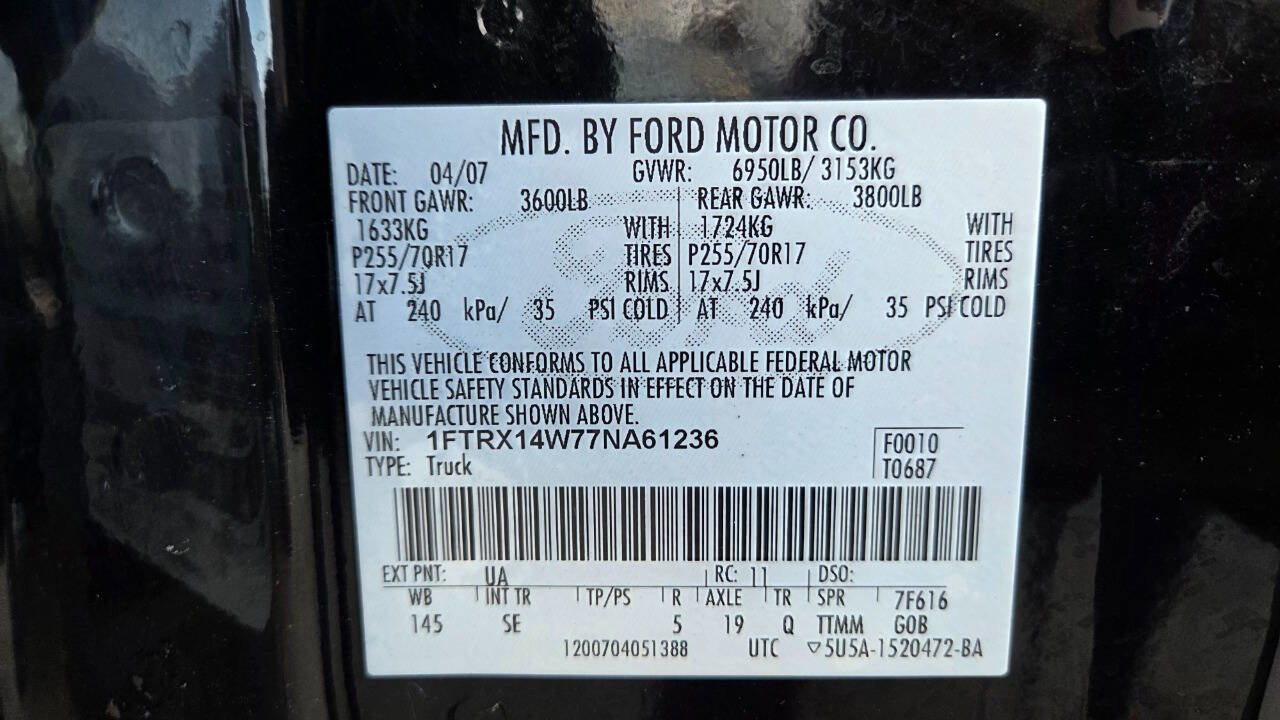 MFD. BY FORD MOTOR CO.
DATE: 04/07 GVWR: 6950LB/ 3153KG
FRONT GAWR: 3600LB REAR GAWR: 3800LB
1633KG WITH 1724KG WITH
P255/70R17 TIRES P255/70R17 TIRES
17x7.5J RIMS 17x7.5J RIMS
AT 240 kPa/ 35 PSI COLD AT 240 kPa/ 35 PSI COLD
Ford
THIS VEHICLE CONFORMS TO ALL APPLICABLE FEDERAL MOTOR
VEHICLE SAFETY STANDARDS IN EFFECT ON THE DATE OF
MANUFACTURE SHOWN ABOVE.
VIN: 1FTRX14W77NA61236 F0010
TYPE: Truck T0687
EXT PNT: UA RC: 11 DSO:
WB INT TR TP/PS R AXLE TR SPR 7F616
145 SE 5 19 Q TTMM GOB
1200704051388 UTC ▽5U5A-1520472-BA